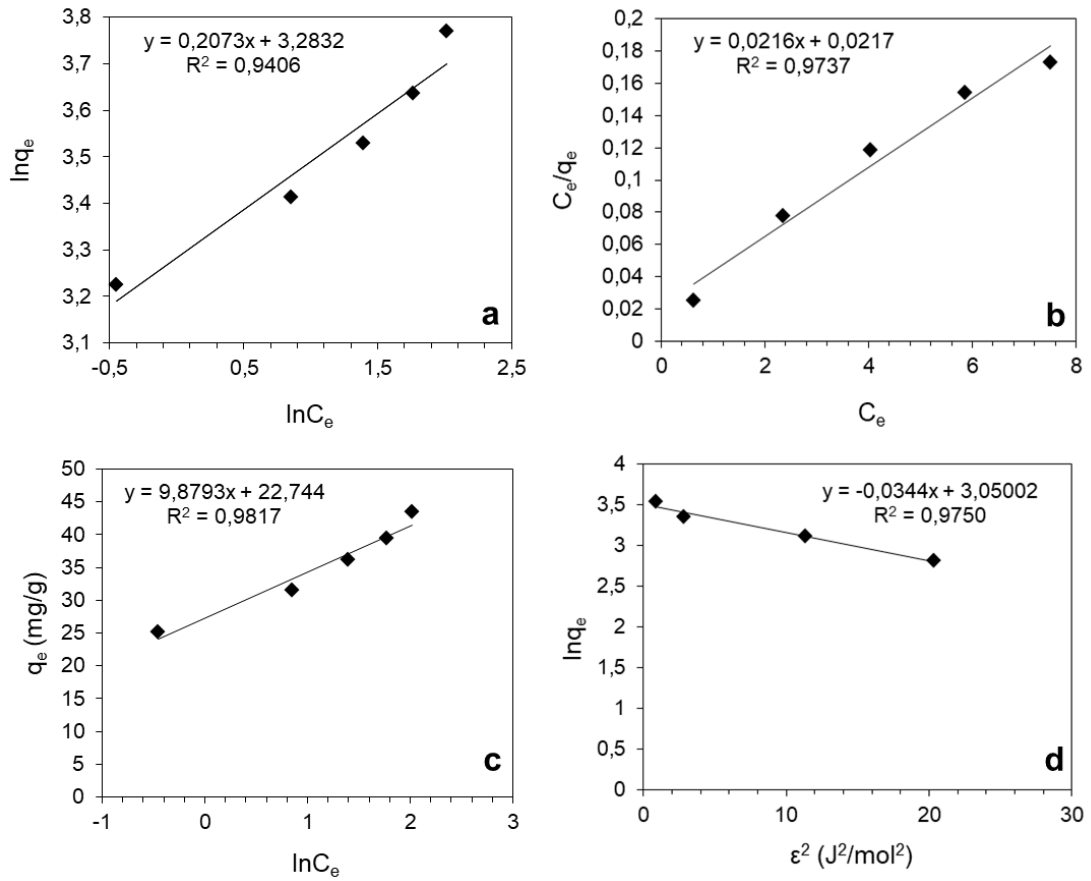 y = 0,2073x + 3,2832
R² = 0,9406
3,8
3,7
3,6
3,5
3,4
3,3
3,2
3,1
lnqₑ
-0,5
0,5
1,5
2,5
lnCₑ
a
y = 0,0216x + 0,0217
R² = 0,9737
0,2
0,18
0,16
0,14
0,12
0,1
0,08
0,06
0,04
0,02
0
Cₑ/qₑ
0
2
4
6
8
Cₑ
b
y = 9,8793x + 22,744
R² = 0,9817
50
45
40
35
30
25
20
15
10
5
0
qₑ (mg/g)
-1
0
1
2
3
lnCₑ
c
y = -0,0344x + 3,05002
R² = 0,9750
4
3,5
3
2,5
2
1,5
1
0,5
0
lnqₑ
0
10
20
30
ε² (J²/mol²)
d